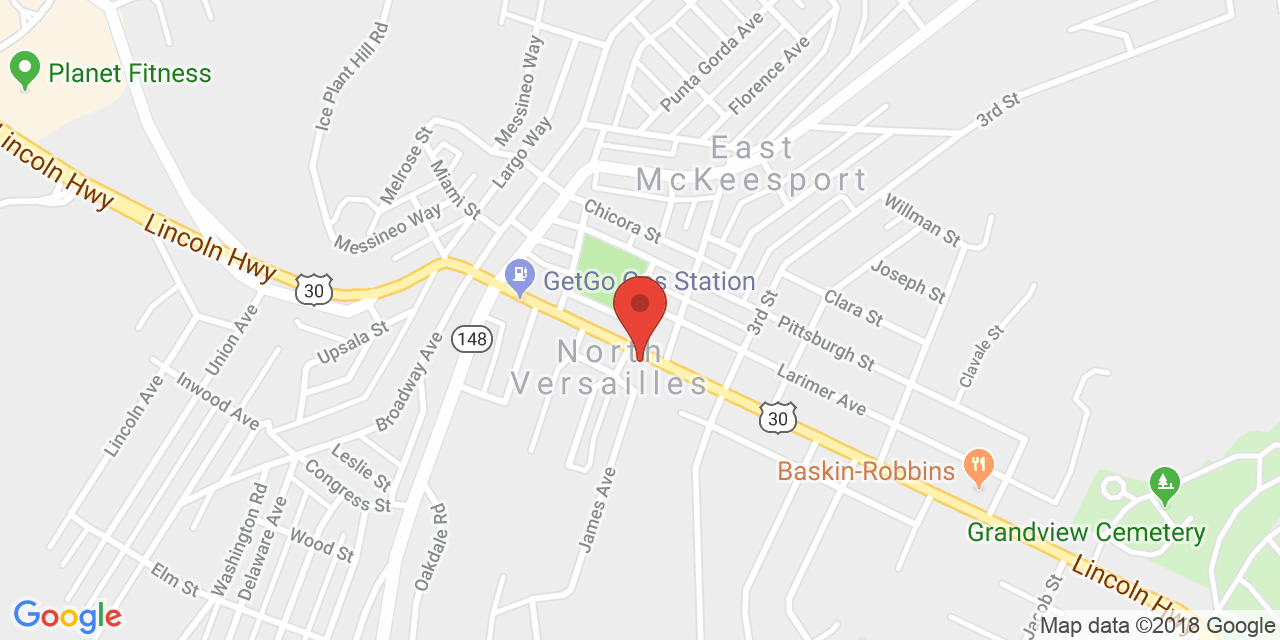 Ice Plant Hill Rd
Messineo Way
Punta Gorda Ave
Florence Ave
Planet Fitness
3rd St
Largo Way
Melrose St
East
McKeesport
Lincoln Hwy
Miami St
Messineo Way
Chicora St
Willman St
Lincoln Hwy
GetGo Gas Station
Joseph St
30
Clara St
3rd St
Union Ave
Upsala St
148
Pittsburgh St
Clavale St
North
Versailles
Broadway Ave
Larimer Ave
Inwood Ave
Lincoln Ave
30
Leslie St
Baskin-Robbins
Congress St
James Ave
Washington Rd
Delaware Ave
Wood St
Oakdale Rd
Grandview Cemetery
Elm St
Lincoln Hwy
Jacob St
Google
Map data ©2018 Google